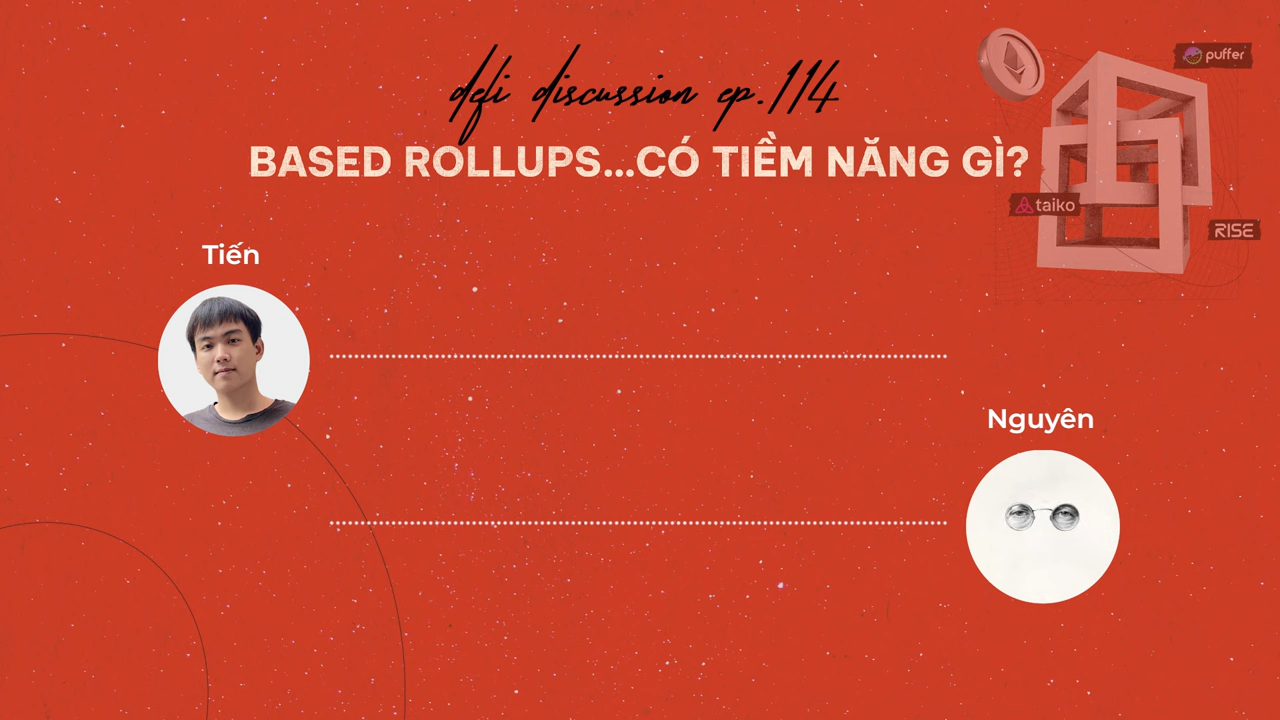 defi discussion ep.114
BASED ROLLUPS...CÓ TIỀM NĂNG GÌ?
puffer
taiko
RISE
Tiến
Nguyên